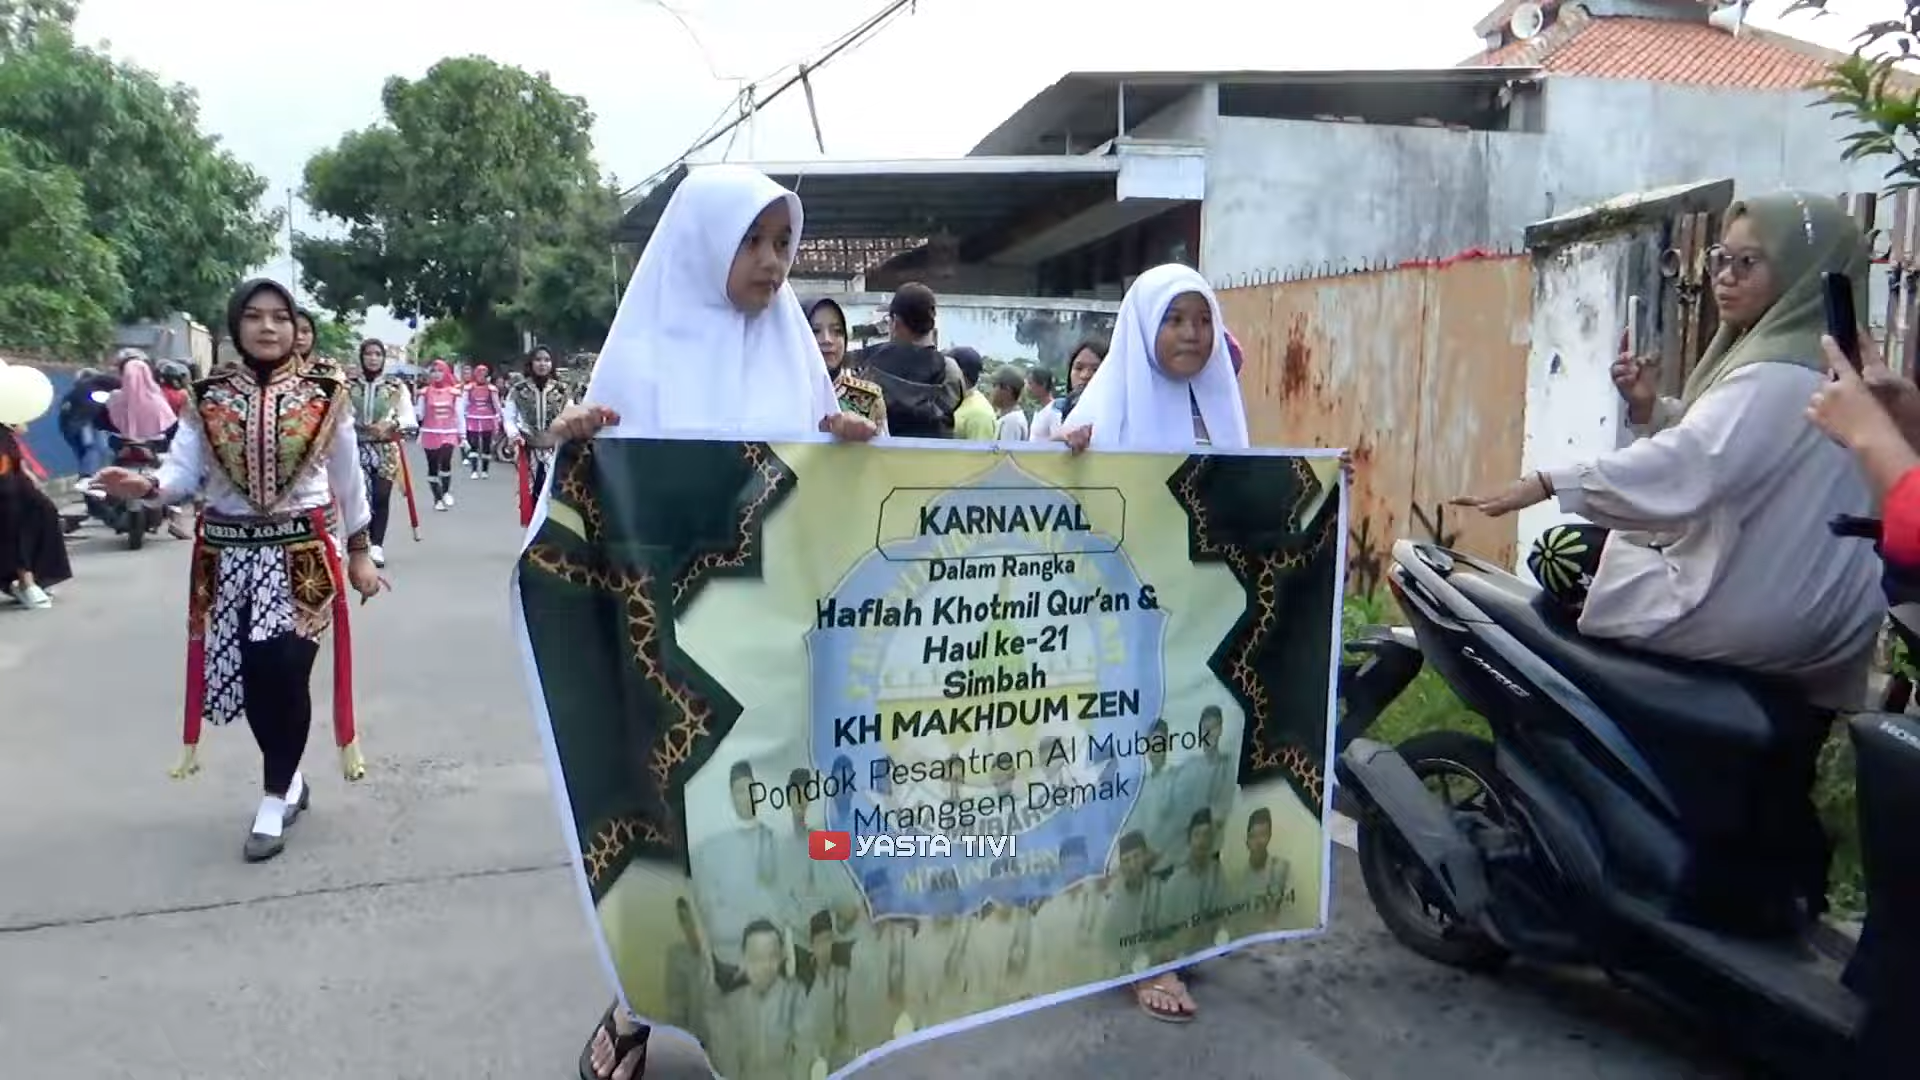 KARNAVAL
Dalam Rangka
Haflah Khotmil Qur'an &
Haul ke-21
Simbah
KH MAKHDUM ZEN
Pondok Pesantren Al Mubarok
Mranggen Demak
YASTA TIVI
VARIO